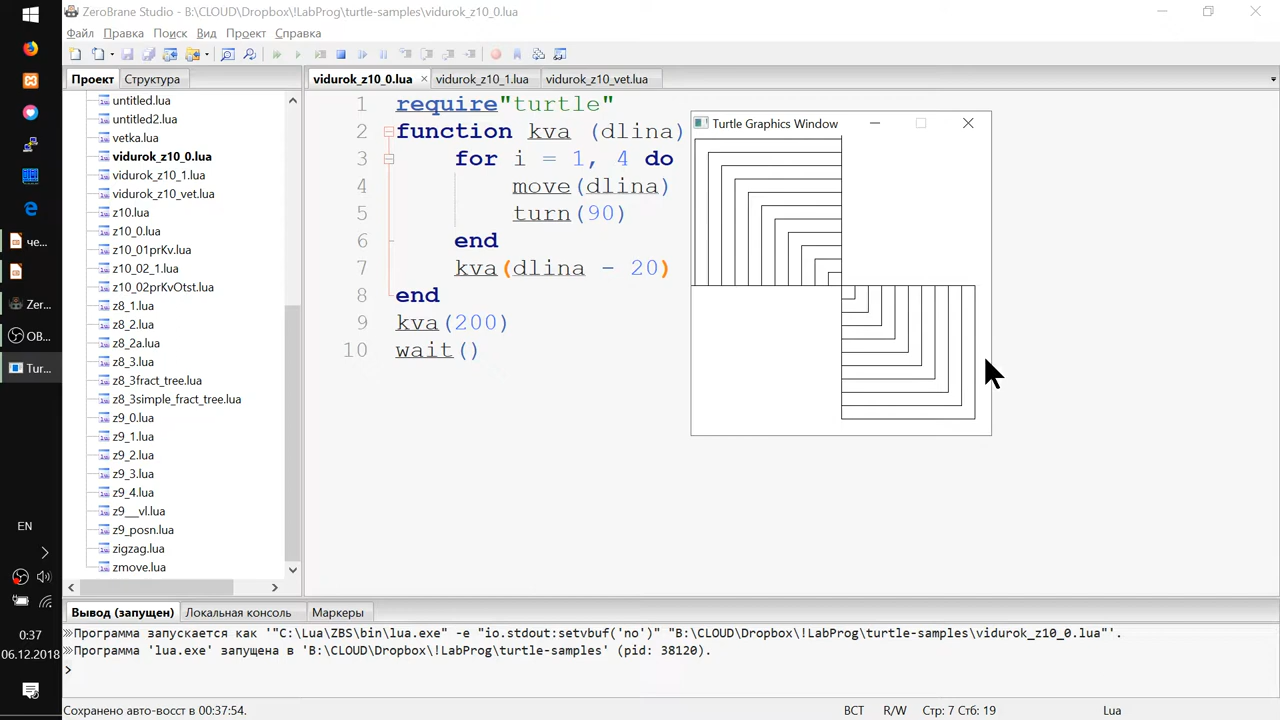 ZeroBrane Studio - B:\CLOUD\Dropbox\!LabProg\turtle-samples\vidurok_z10_0.lua
Файл Правка Поиск Вид Проект Справка
Проект Структура
vidurok_z10_0.lua vidurok_z10_1.lua vidurok_z10_vet.lua
untitled.lua
untitled2.lua
vetka.lua
vidurok_z10_0.lua
vidurok_z10_1.lua
vidurok_z10_vet.lua
z10.lua
z10_0.lua
z10_01prKv.lua
z10_02_1.lua
z10_02prKvOtst.lua
z8_1.lua
z8_2.lua
z8_2a.lua
z8_3.lua
z8_3fract_tree.lua
z8_3simple_fract_tree.lua
z9_0.lua
z9_1.lua
z9_2.lua
z9_3.lua
z9_4.lua
z9__vl.lua
z9_posn.lua
zigzag.lua
zmove.lua
1 require"turtle"
2 function kva (dlina)
3 for i = 1, 4 do
4 move(dlina)
5 turn(90)
6 end
7 kva(dlina - 20)
8 end
9 kva(200)
10 wait()
Turtle Graphics Window
че...
Zer...
OB...
Tur...
EN
0:37
06.12.2018
Вывод (запущен) Локальная консоль Маркеры
Программа запускается как '"C:\Lua\ZBS\bin\lua.exe" -e "io.stdout:setvbuf('no')" "B:\CLOUD\Dropbox\!LabProg\turtle-samples\vidurok_z10_0.lua"'.
Программа 'lua.exe' запущена в 'B:\CLOUD\Dropbox\!LabProg\turtle-samples' (pid: 38120).
Сохранено авто-восст в 00:37:54. ВСТ R/W Стр: 7 Стб: 19 Lua